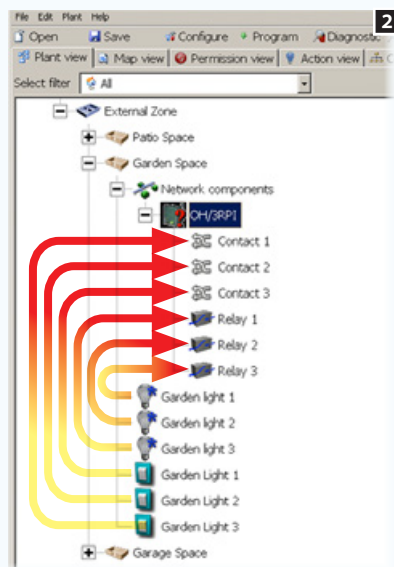 File Edit Plant Help
2
Open Save Configure Program Diagnostic
Plant view Map view Permission view Action view
Select filter All
External Zone
Patio Space
Garden Space
Network components
OH/3RPI
Contact 1
Contact 2
Contact 3
Relay 1
Relay 2
Relay 3
Garden light 1
Garden light 2
Garden light 3
Garden Light 1
Garden Light 2
Garden Light 3
Garage Space